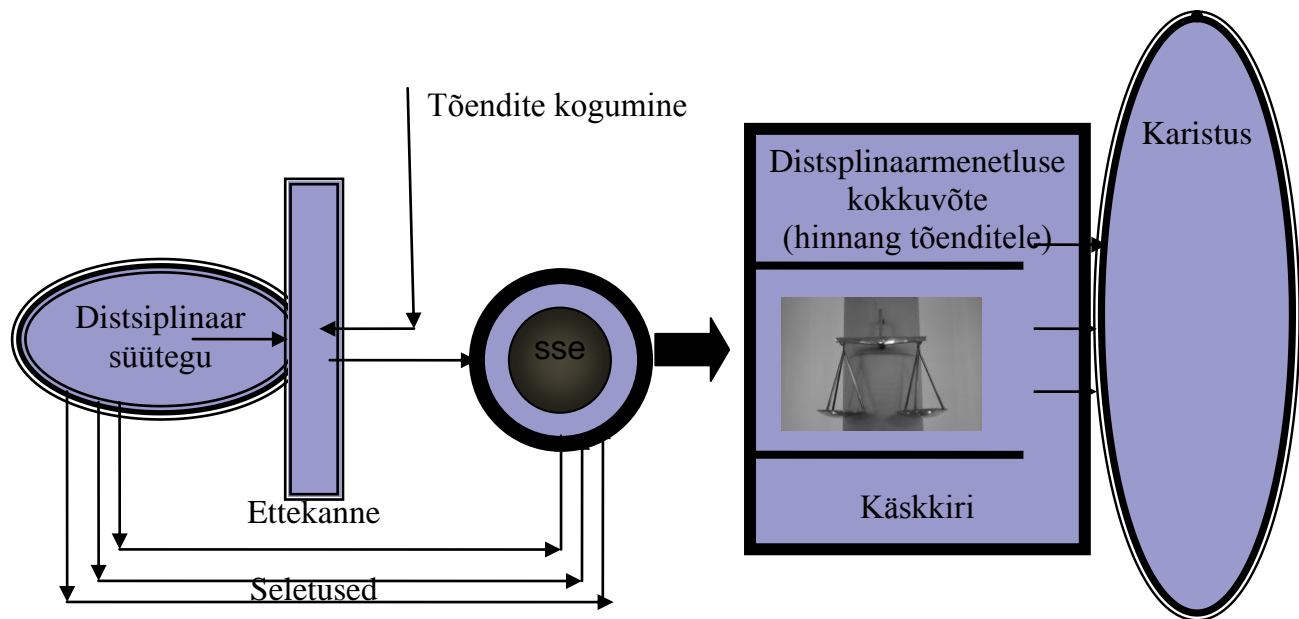 Tõendite kogumine
Karistus
Distsplinaarmenetluse
kokkuvõte
(hinnang tõenditele)
Distsiplinaar
süütegu
sse
Käskkiri
Ettekanne
Seletused